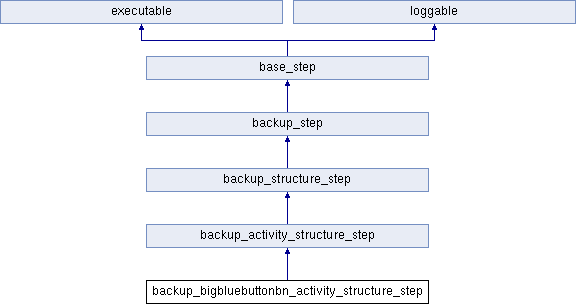 executable
loggable
base_step
backup_step
backup_structure_step
backup_activity_structure_step
backup_bigbluebuttonbn_activity_structure_step